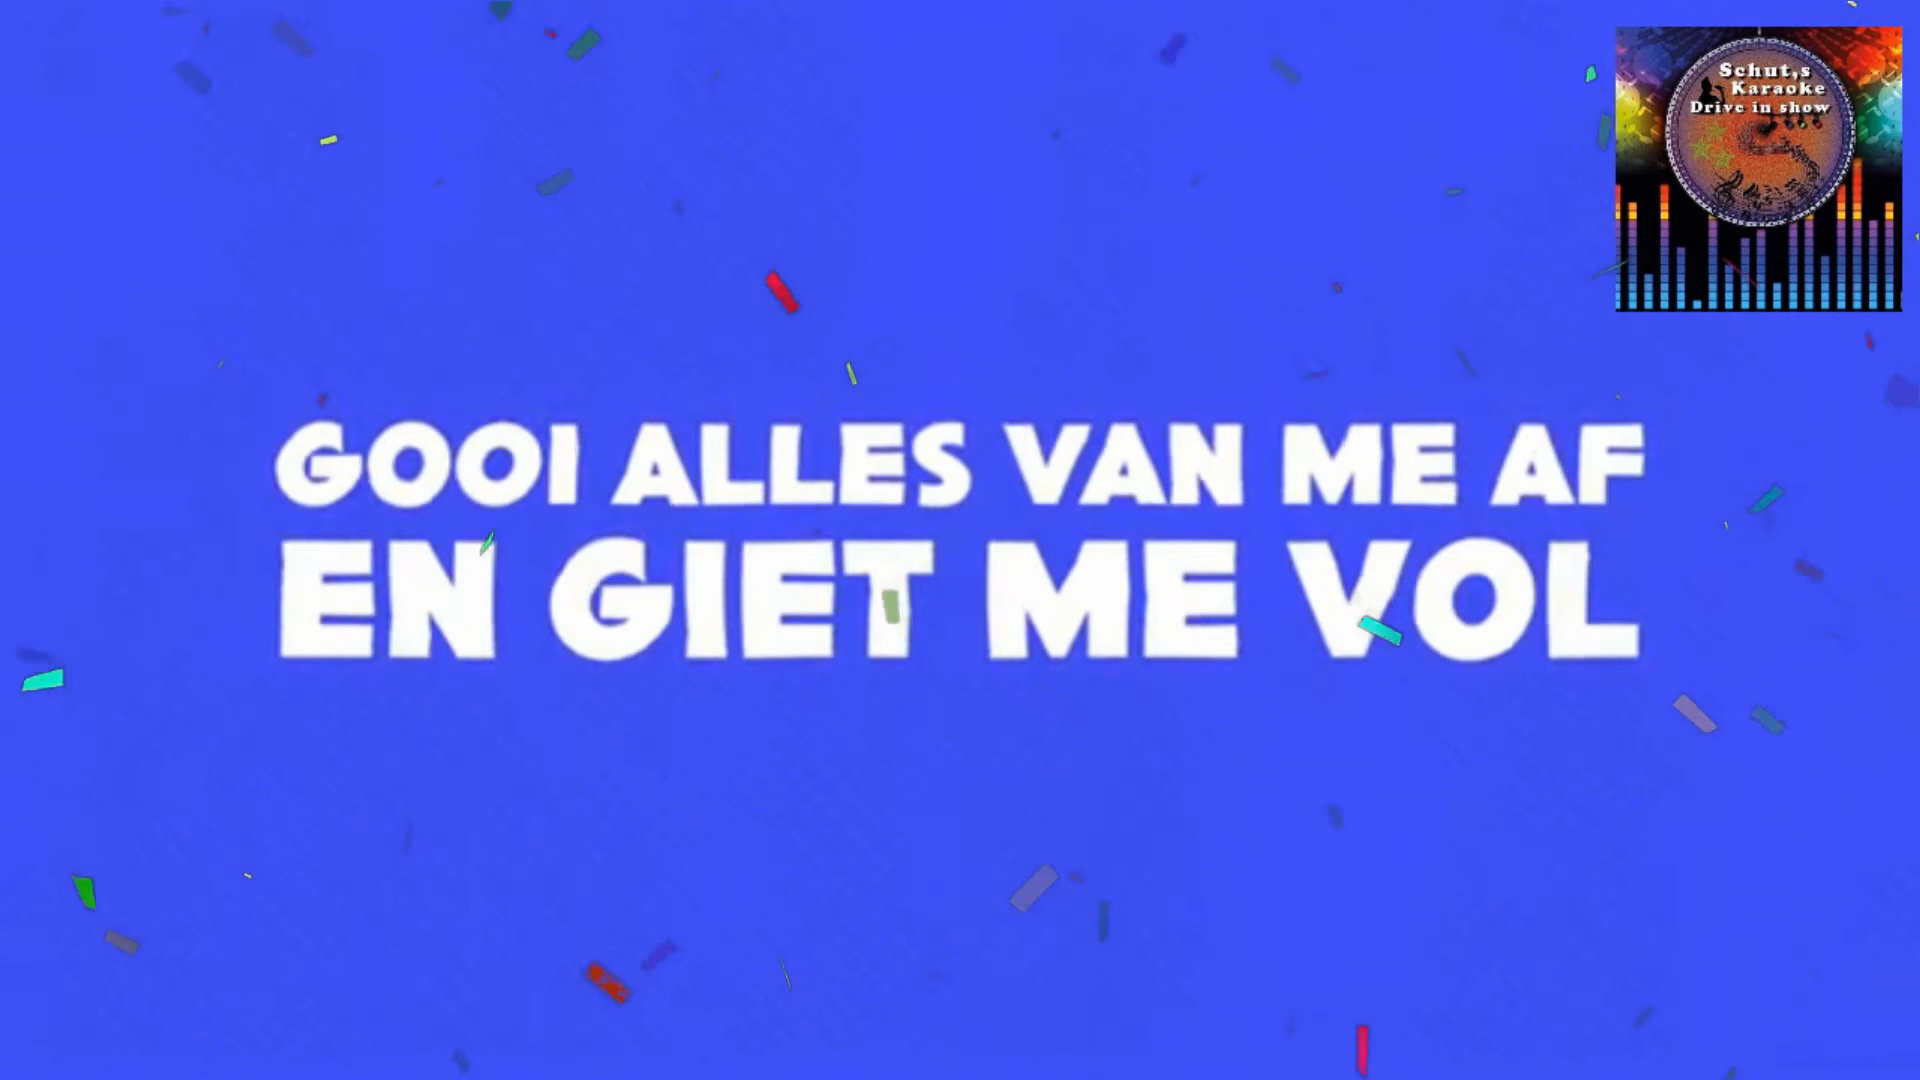 Schut,s
Karaoke
Drive in show
GOOI ALLES VAN ME AF
EN GIET ME VOL